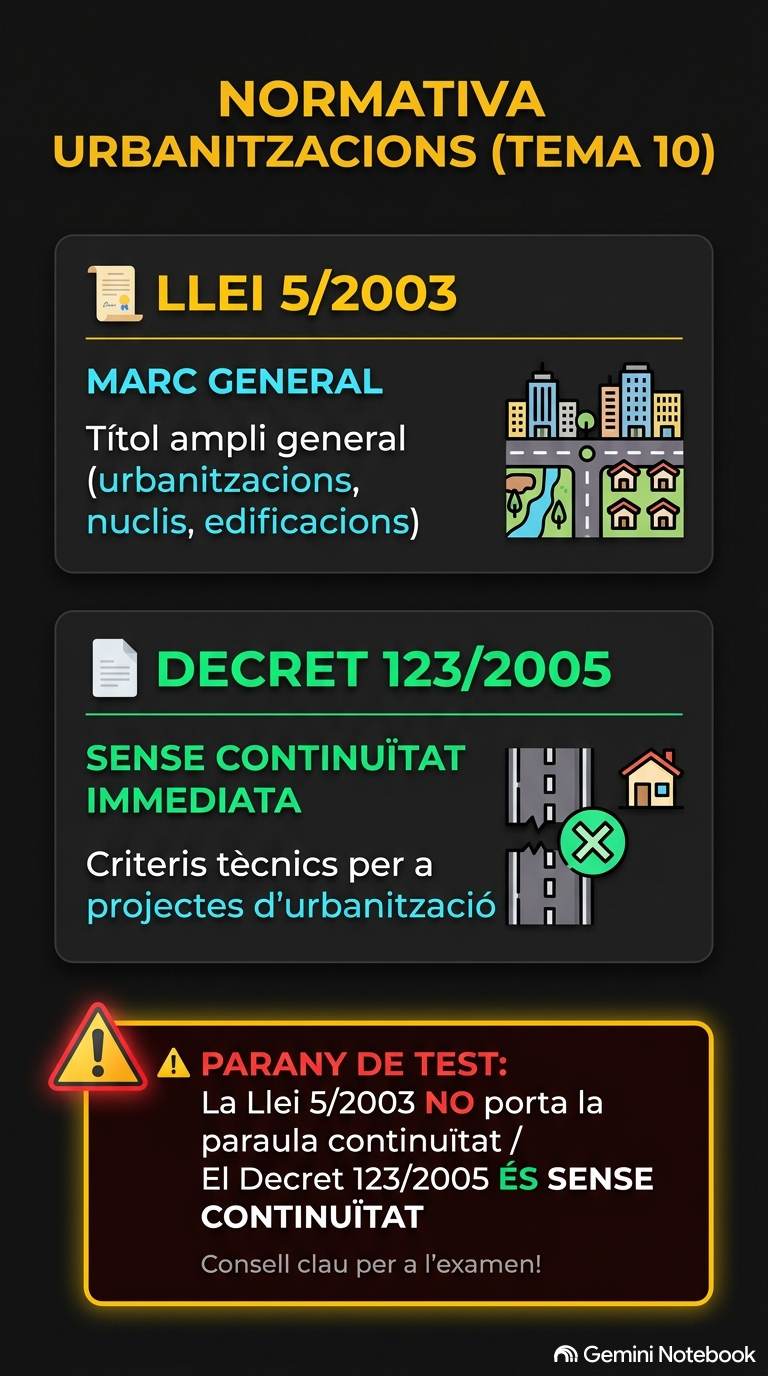 NORMATIVA
URBANITZACIONS (TEMA 10)
LLEI 5/2003
MARC GENERAL
Títol ampli general
(urbanitzacions,
nuclis, edificacions)
DECRET 123/2005
SENSE CONTINUÏTAT
IMMEDIATA
Criteris tècnics per a
projectes d’urbanització
PARANY DE TEST:
La Llei 5/2003 NO porta la
paraula continuïtat /
El Decret 123/2005 ÉS SENSE
CONTINUÏTAT
Consell clau per a l’examen!
Gemini Notebook